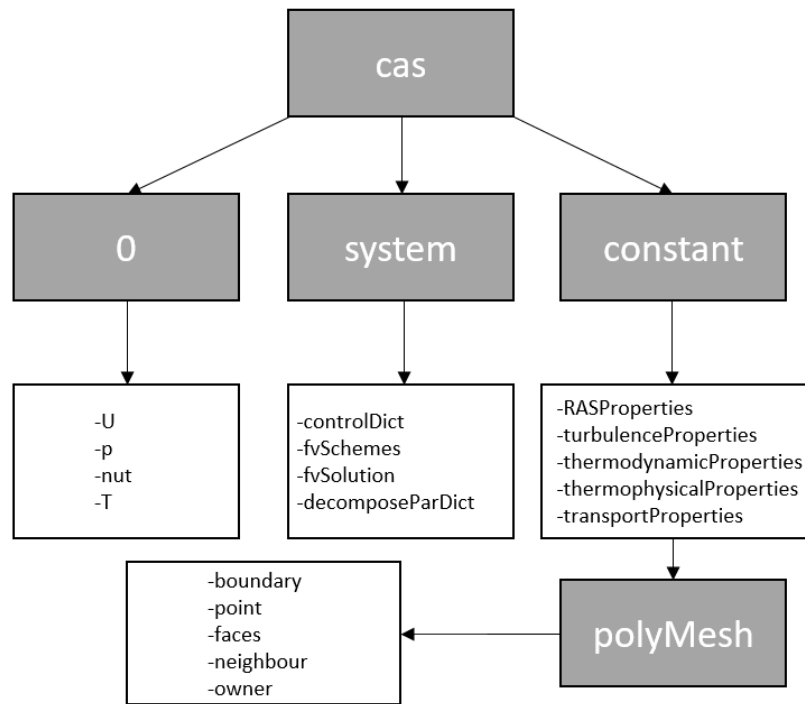 cas
0
system
constant
-U
-p
-nut
-T
-controlDict
-fvSchemes
-fvSolution
-decomposeParDict
-RASProperties
-turbulenceProperties
-thermodynamicProperties
-thermophysicalProperties
-transportProperties
-boundary
-point
-faces
-neighbour
-owner
polyMesh